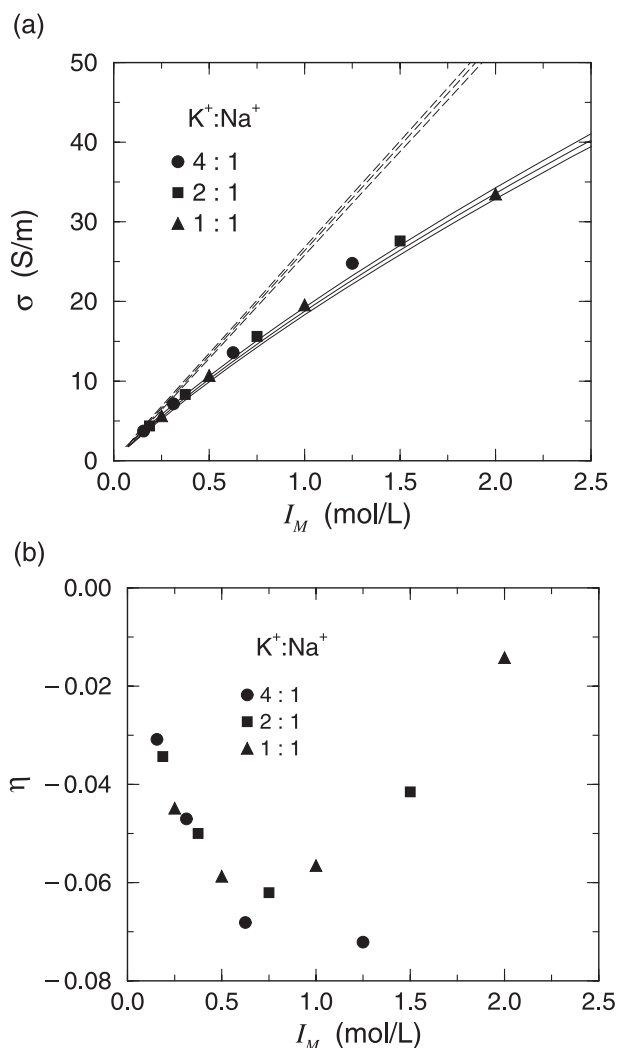 (a)
50
40
30
20
10
0
σ (S/m)
K⁺:Na⁺
4 : 1
2 : 1
1 : 1
0.0 0.5 1.0 1.5 2.0 2.5
I_M (mol/L)
(b)
0.00
−0.02
−0.04
−0.06
−0.08
η
K⁺:Na⁺
4 : 1
2 : 1
1 : 1
0.0 0.5 1.0 1.5 2.0 2.5
I_M (mol/L)